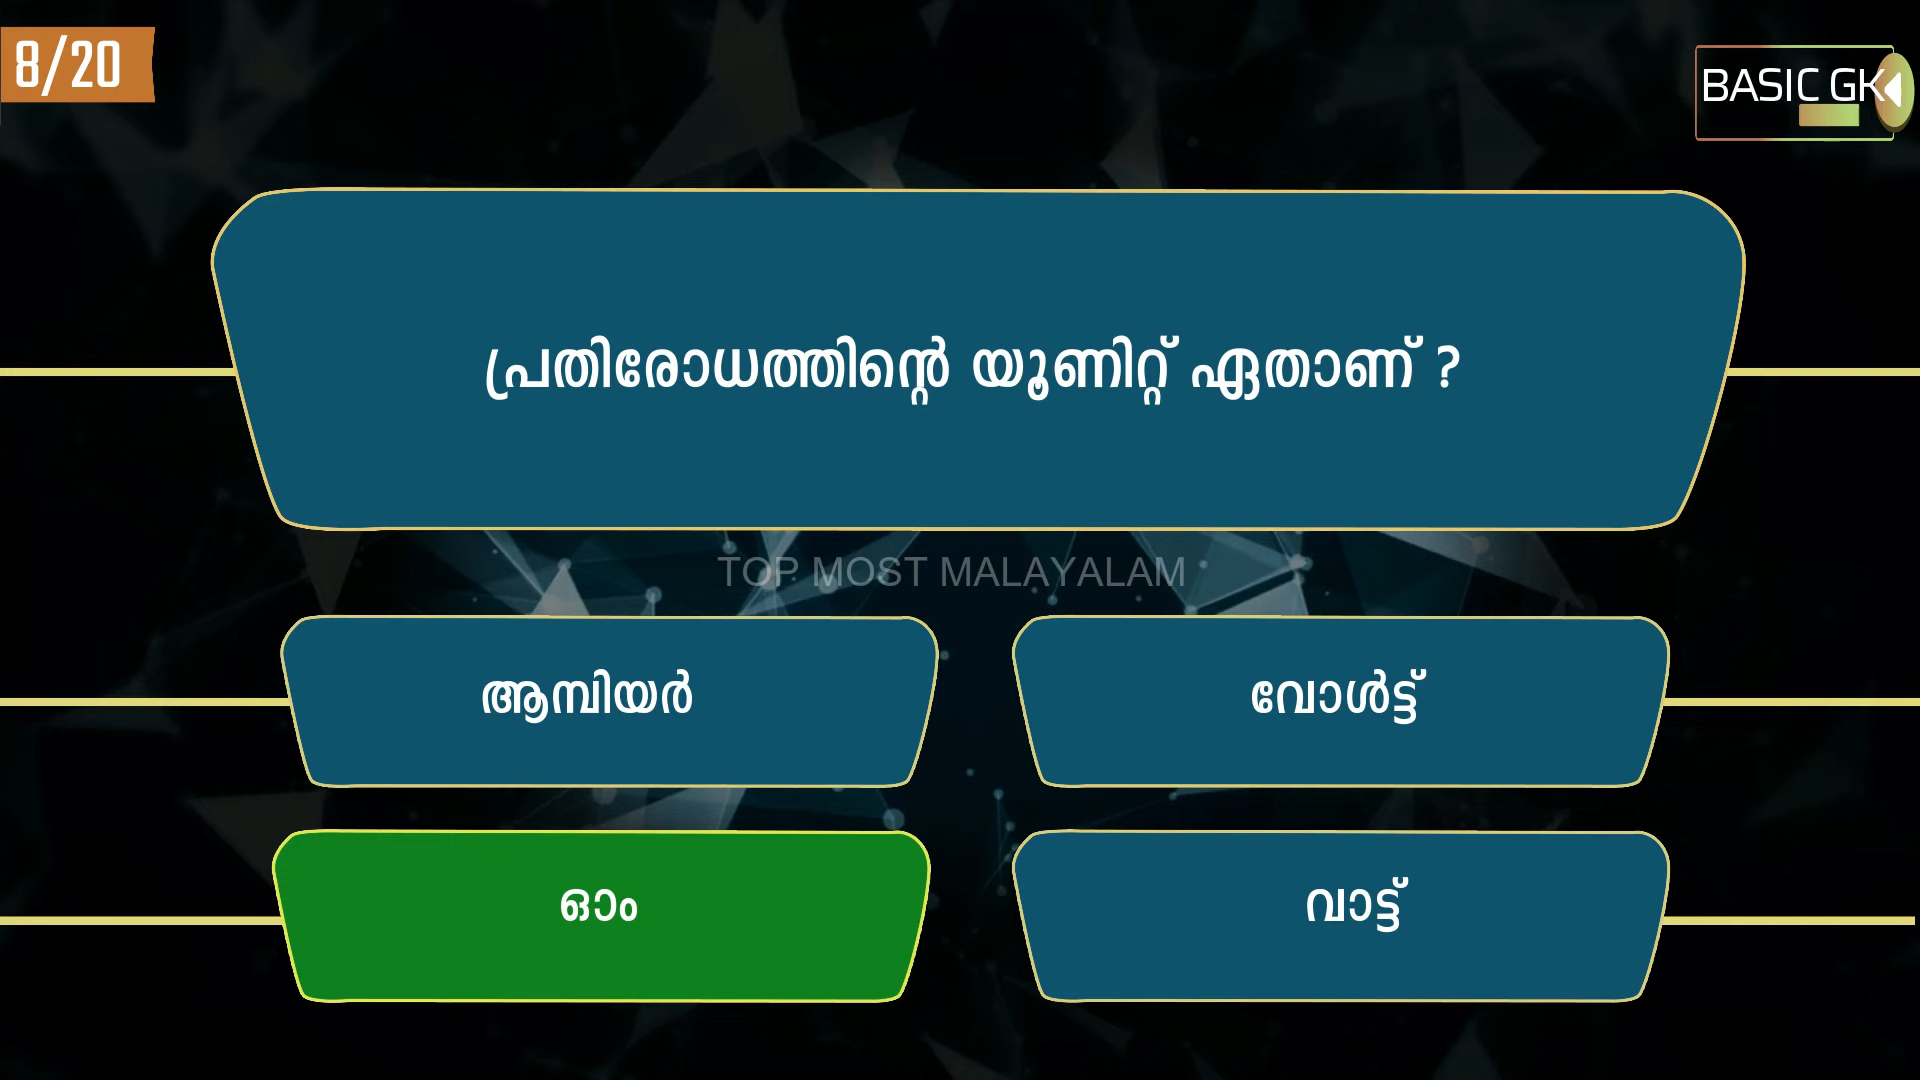 8/20
BASIC GK
പ്രതിരോധത്തിന്റെ യൂണിറ്റ് ഏതാണ് ?
TOP MOST MALAYALAM
ആമ്പിയർ
വോൾട്ട്
ഓം
വാട്ട്